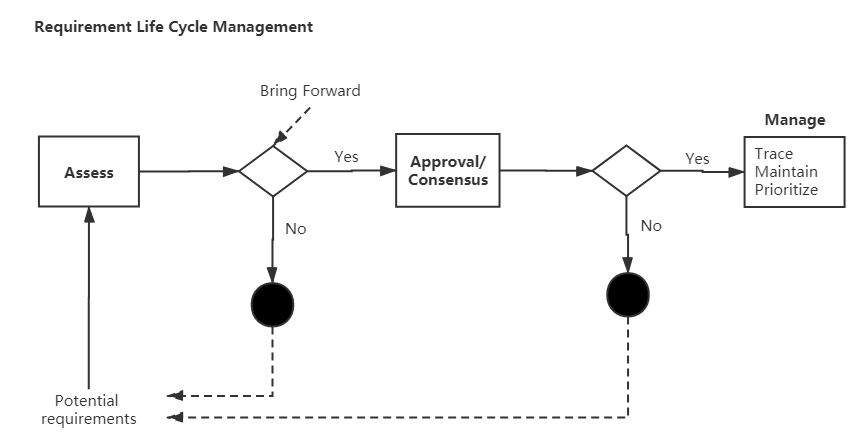 Requirement Life Cycle Management
Bring Forward
Manage
Assess
Yes
Approval/
Consensus
Yes
Trace
Maintain
Prioritize
No
No
Potential
requirements